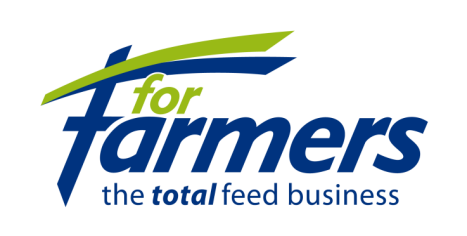 for
farmers
the total feed business